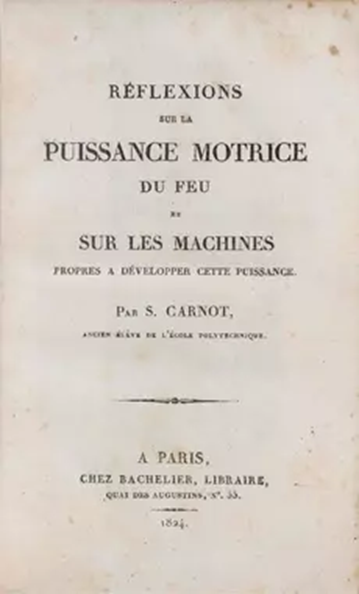 RÉFLEXIONS
SUR LA
PUISSANCE MOTRICE
DU FEU
ET
SUR LES MACHINES
PROPRES A DÉVELOPPER CETTE PUISSANCE.
PAR S. CARNOT,
ANCIEN ÉLÈVE DE L'ÉCOLE POLYTECHNIQUE.
A PARIS,
CHEZ BACHELIER, LIBRAIRE,
QUAI DES AUGUSTINS, Nº. 55.
1824.